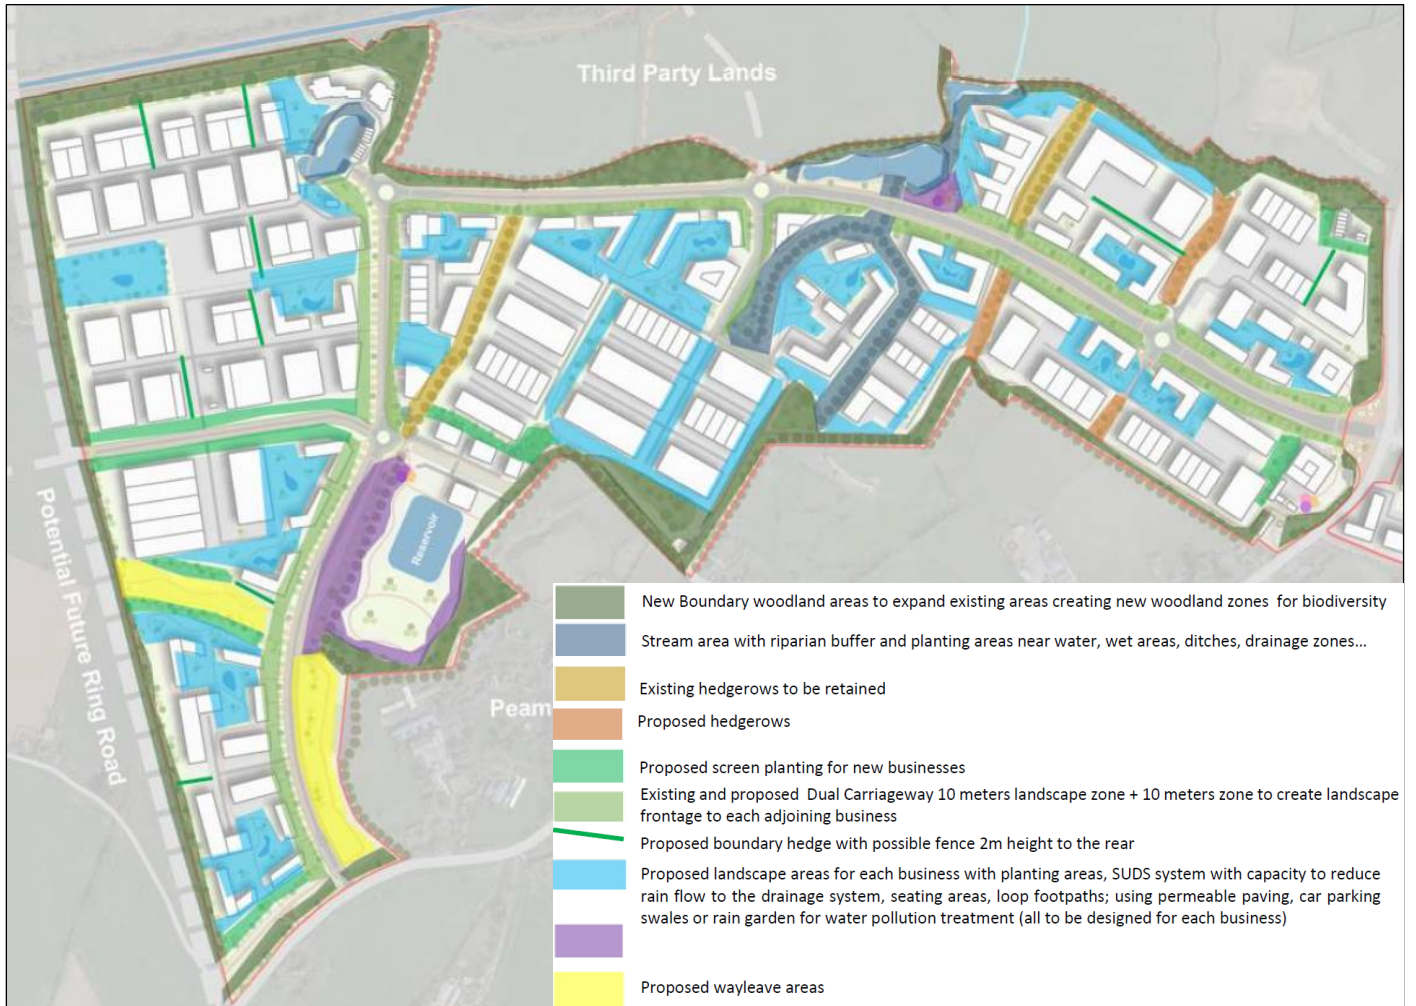 Third Party Lands
Potential Future Ring Road
Reservoir
Peam
New Boundary woodland areas to expand existing areas creating new woodland zones for biodiversity
Stream area with riparian buffer and planting areas near water, wet areas, ditches, drainage zones...
Existing hedgerows to be retained
Proposed hedgerows
Proposed screen planting for new businesses
Existing and proposed Dual Carriageway 10 meters landscape zone + 10 meters zone to create landscape
frontage to each adjoining business
Proposed boundary hedge with possible fence 2m height to the rear
Proposed landscape areas for each business with planting areas, SUDS system with capacity to reduce
rain flow to the drainage system, seating areas, loop footpaths; using permeable paving, car parking
swales or rain garden for water pollution treatment (all to be designed for each business)
Proposed wayleave areas